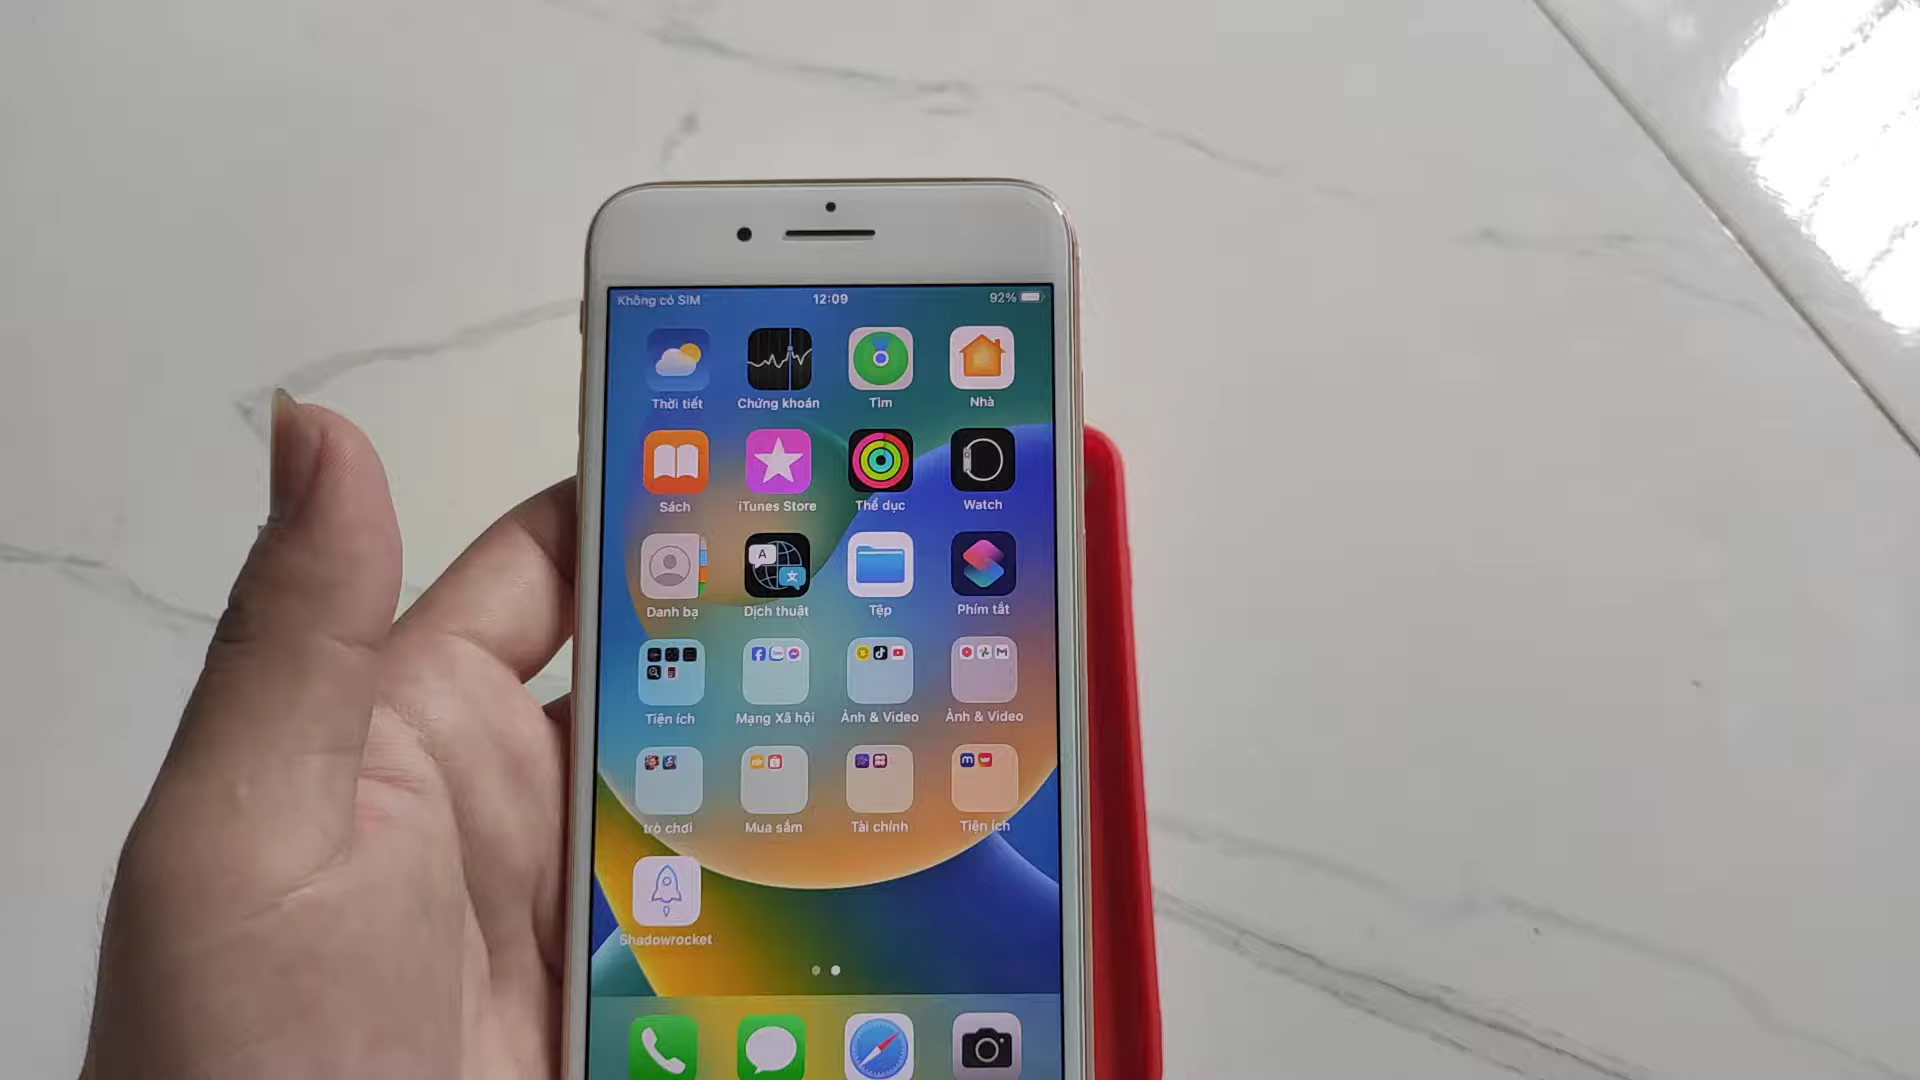 Không có SIM 12:09 92%
Thời tiết Chứng khoán Tìm Nhà
Sách iTunes Store Thể dục Watch
Danh bạ Dịch thuật Tệp Phím tắt
Tiện ích Mạng Xã hội Ảnh & Video Ảnh & Video
trò chơi Mua sắm Tài chính Tiện ích
Shadowrocket